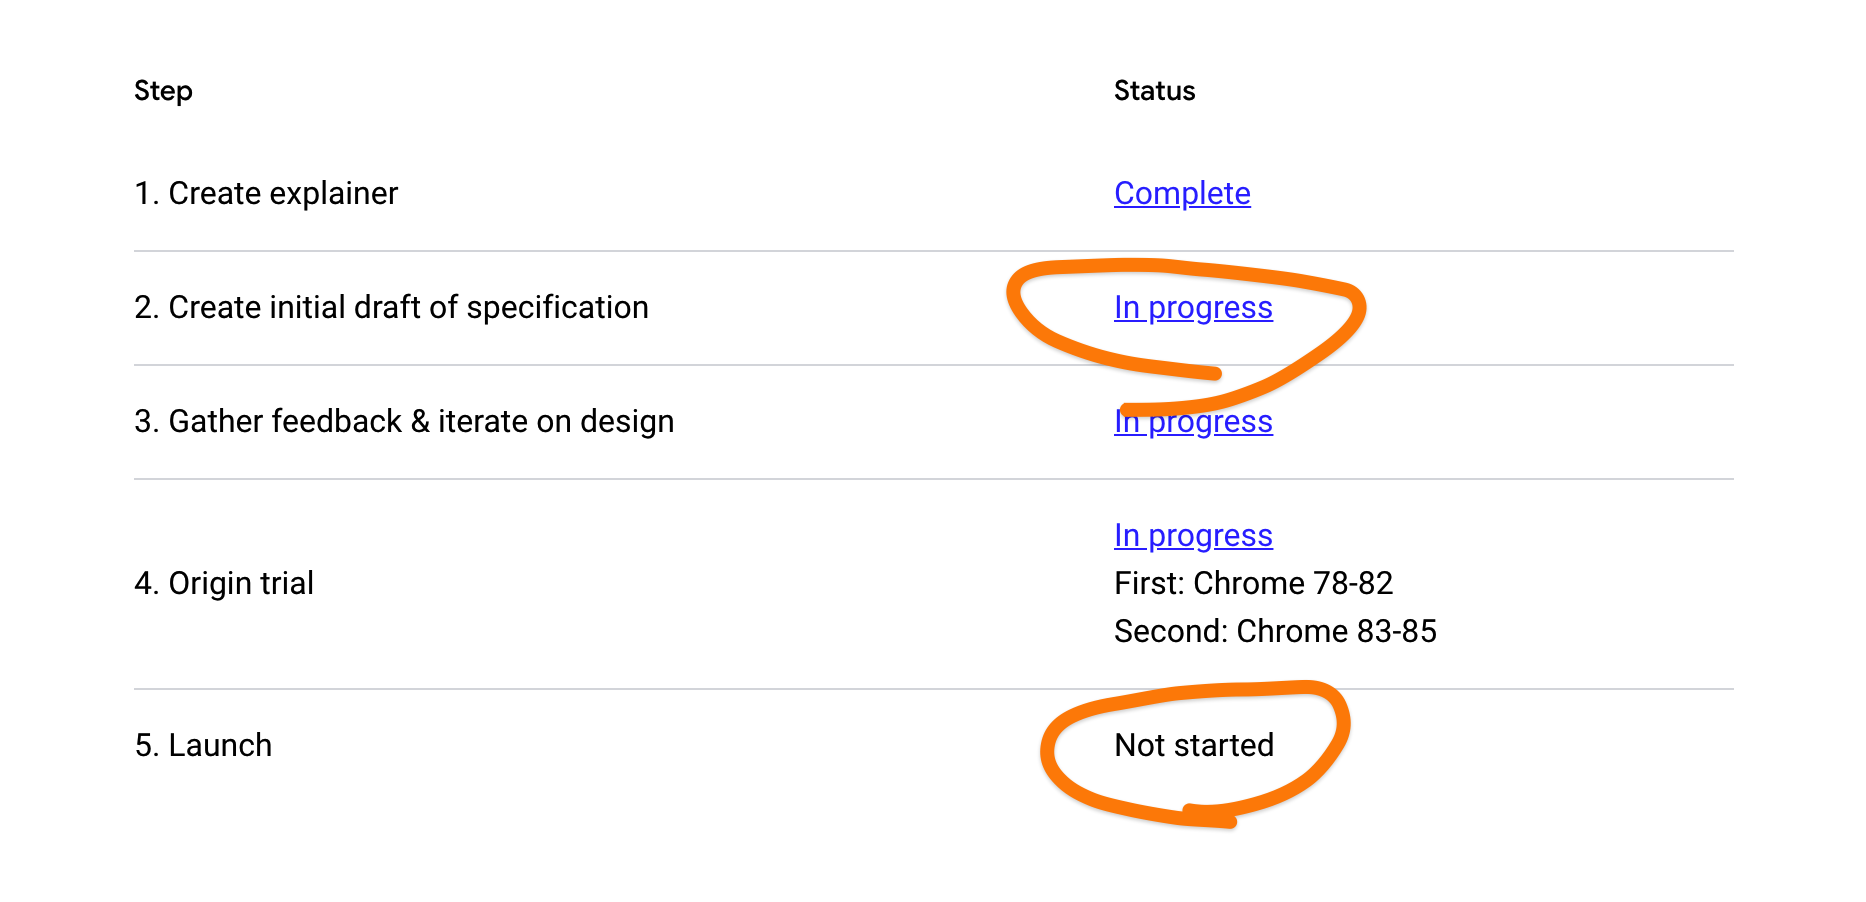 Step Status
1. Create explainer Complete
2. Create initial draft of specification In progress
3. Gather feedback & iterate on design In progress
In progress
4. Origin trial First: Chrome 78-82
Second: Chrome 83-85
5. Launch Not started